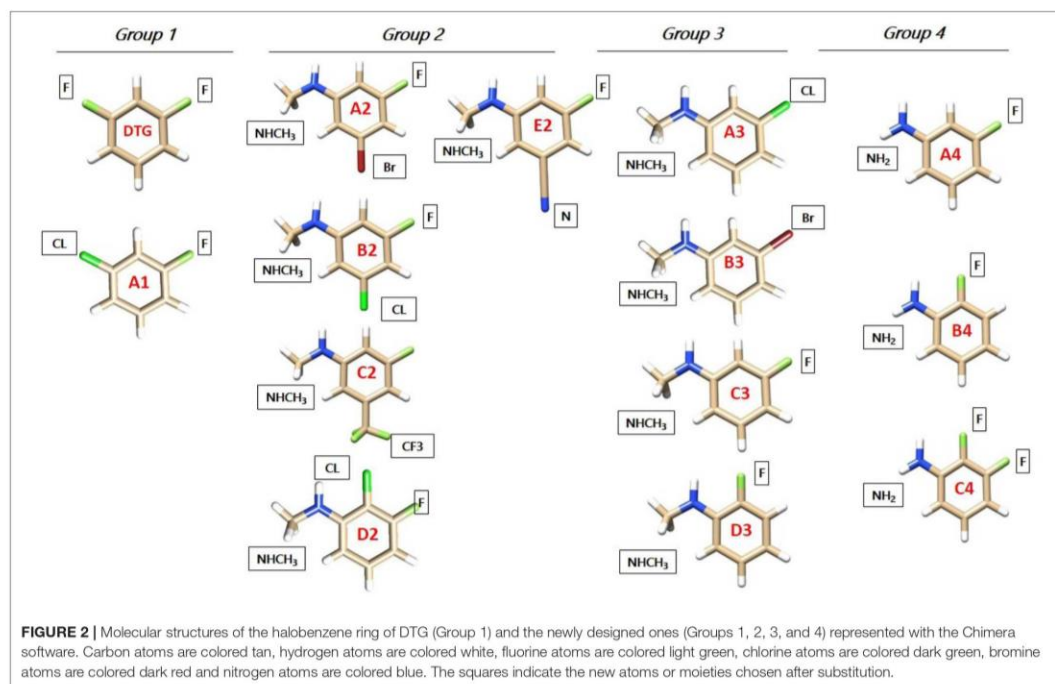 Group 1
Group 2
Group 3
Group 4
F
F
DTG
CL
F
A1
F
A2
NHCH₃
Br
F
E2
NHCH₃
N
F
B2
NHCH₃
CL
C2
NHCH₃
CF3
CL
F
D2
NHCH₃
CL
A3
NHCH₃
Br
B3
NHCH₃
F
C3
NHCH₃
F
D3
NHCH₃
F
A4
NH₂
F
B4
NH₂
F
F
C4
NH₂
FIGURE 2 | Molecular structures of the halobenzene ring of DTG (Group 1) and the newly designed ones (Groups 1, 2, 3, and 4) represented with the Chimera
software. Carbon atoms are colored tan, hydrogen atoms are colored white, fluorine atoms are colored light green, chlorine atoms are colored dark green, bromine
atoms are colored dark red and nitrogen atoms are colored blue. The squares indicate the new atoms or moieties chosen after substitution.